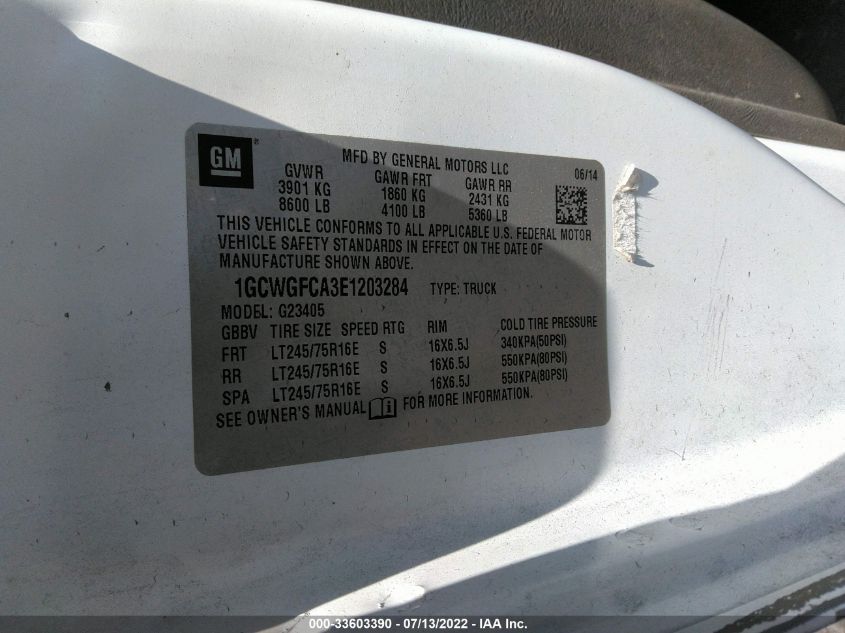 GM
MFD BY GENERAL MOTORS LLC
06/14
GVWR GAWR FRT GAWR RR
3901 KG 1860 KG 2431 KG
8600 LB 4100 LB 5360 LB
THIS VEHICLE CONFORMS TO ALL APPLICABLE U.S. FEDERAL MOTOR
VEHICLE SAFETY STANDARDS IN EFFECT ON THE DATE OF
MANUFACTURE SHOWN ABOVE.
1GCWGFCA3E1203284 TYPE: TRUCK
MODEL: G23405
GBBV TIRE SIZE SPEED RTG RIM COLD TIRE PRESSURE
FRT LT245/75R16E S 16X6.5J 340KPA(50PSI)
RR LT245/75R16E S 16X6.5J 550KPA(80PSI)
SPA LT245/75R16E S 16X6.5J 550KPA(80PSI)
SEE OWNER'S MANUAL FOR MORE INFORMATION.
000-33603390 - 07/13/2022 - © IAA Inc.